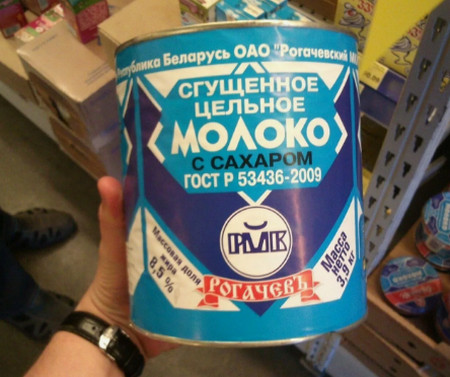 Республика Беларусь ОАО "Рогачевский
СГУЩЕННОЕ
ЦЕЛЬНОЕ
МОЛОКО
С САХАРОМ
ГОСТ Р 53436-2009
РМК
РОГАЧЕВЪ
Массовая доля
жира
8,5 %
Масса
нетто
3,9 кг